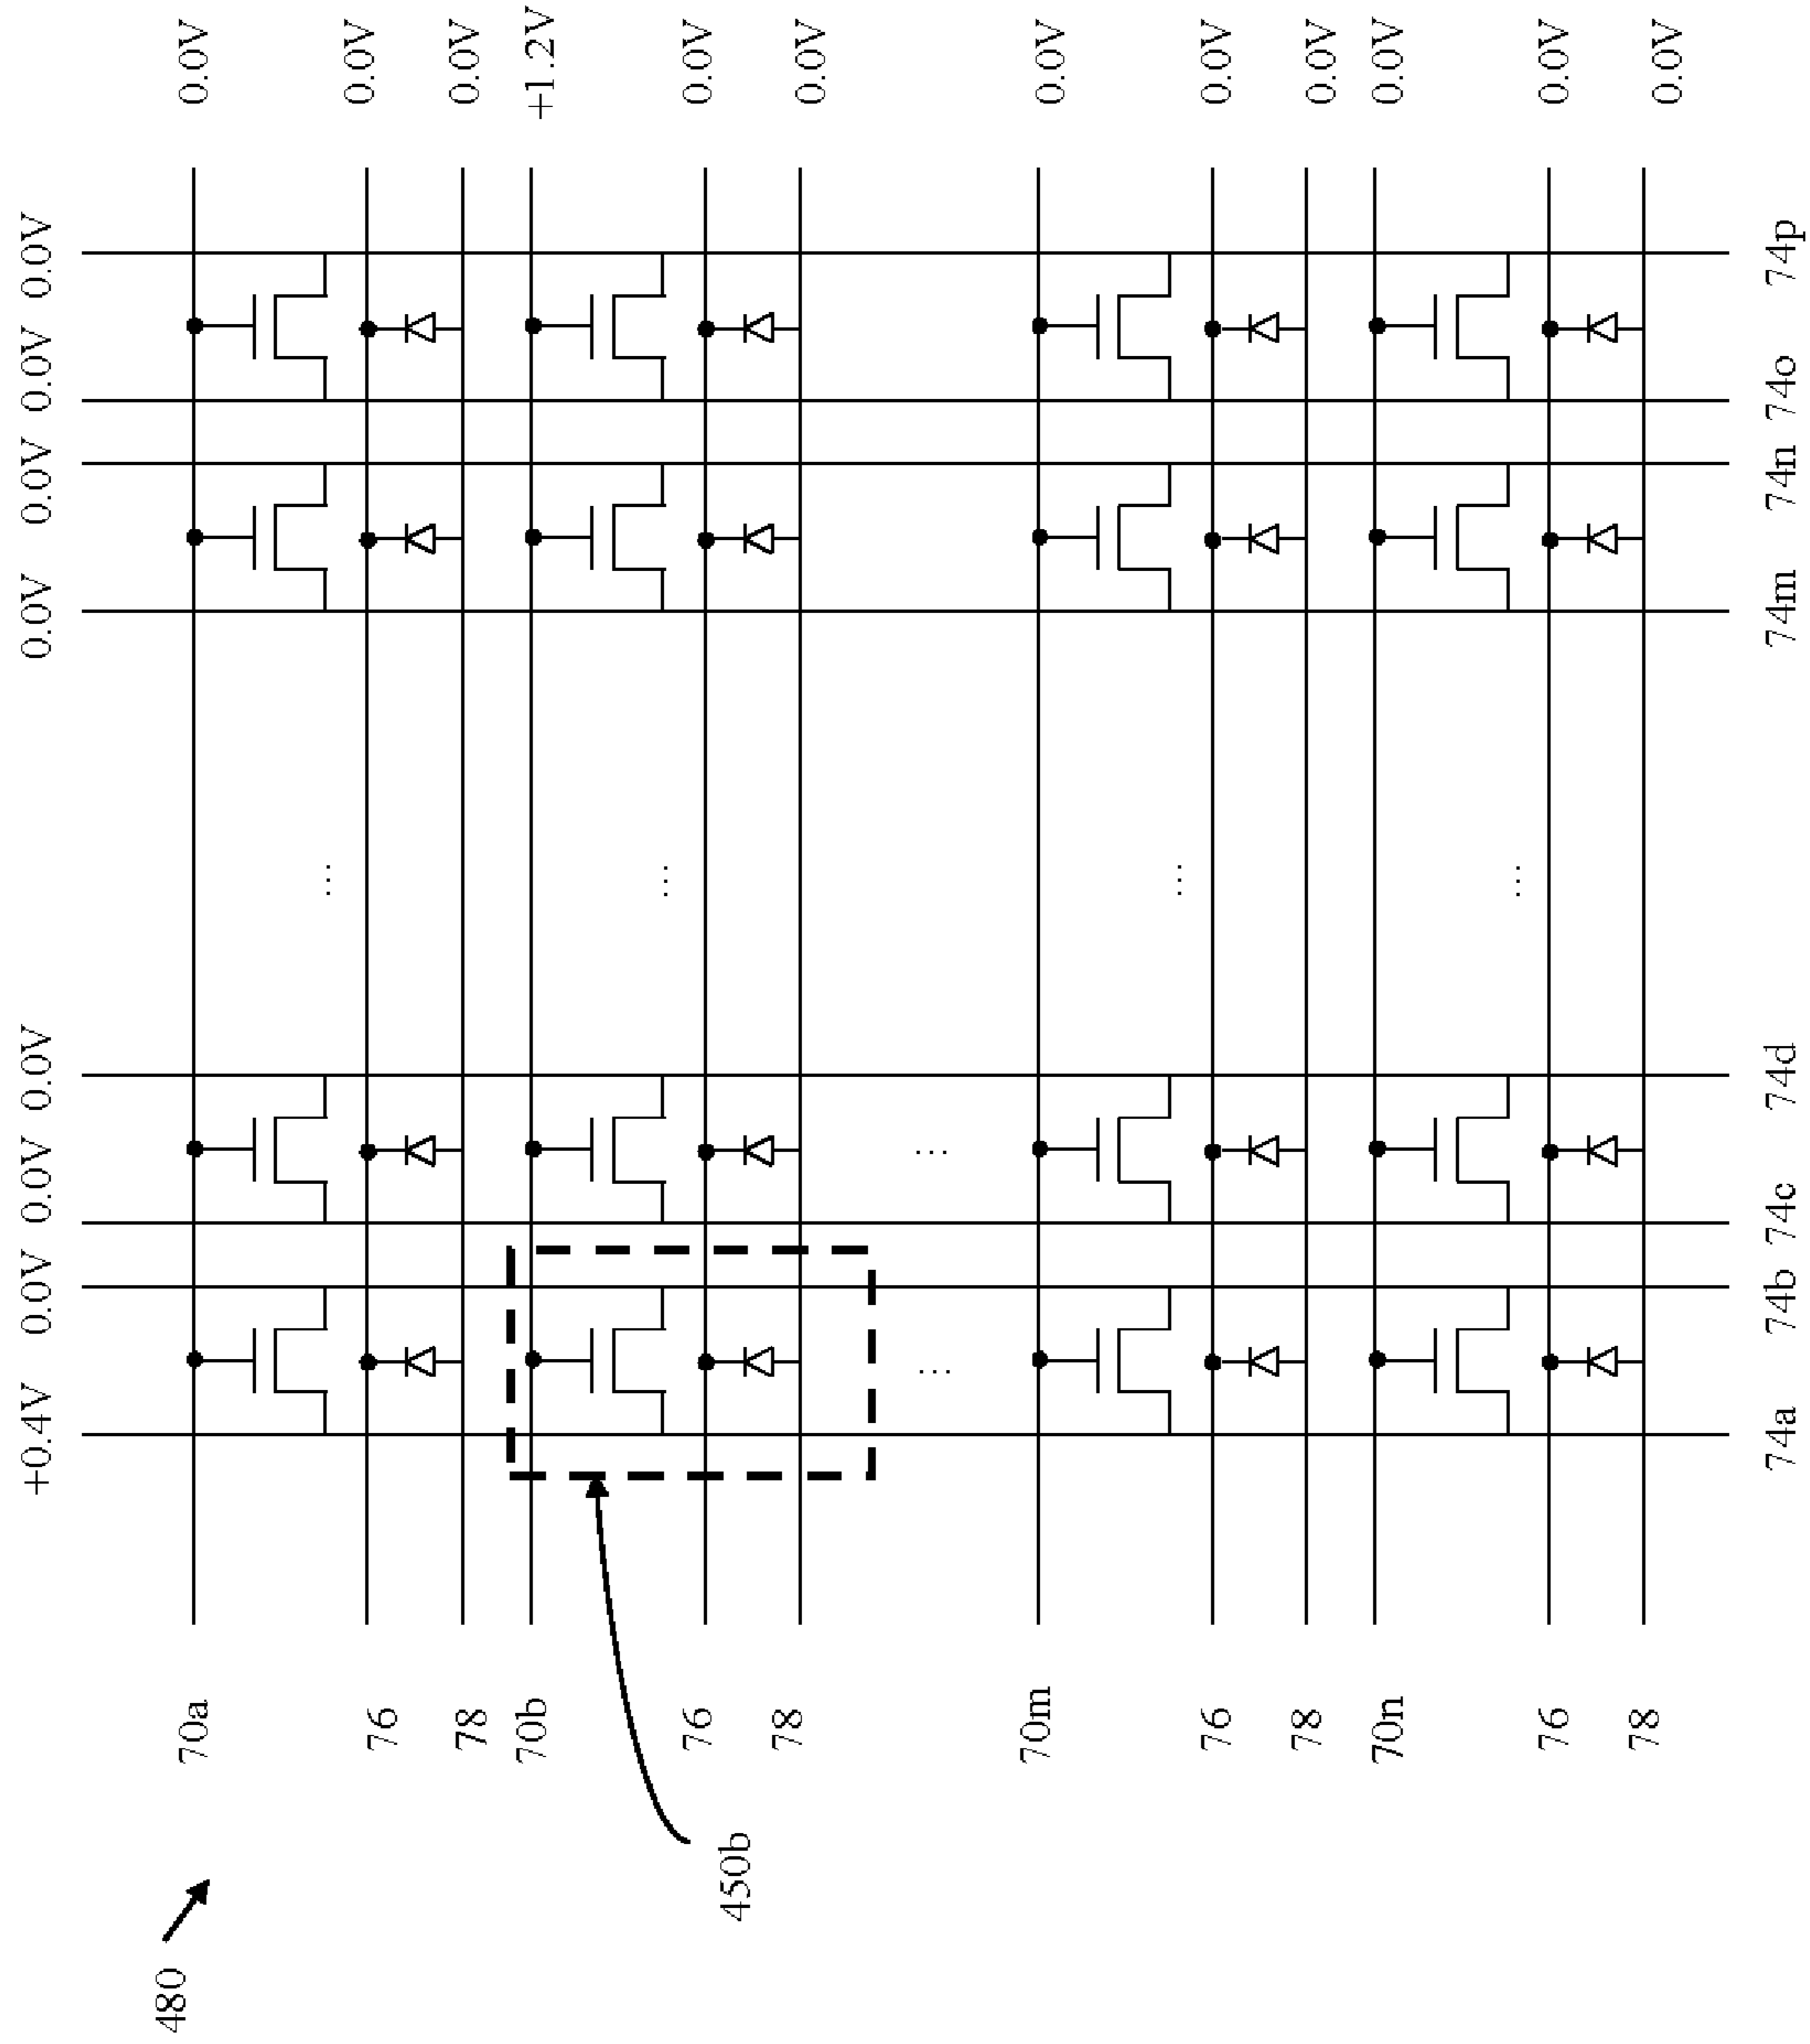 +0.4V 0.0V 0.0V 0.0V 0.0V 0.0V 0.0V 0.0V
480
70a 0.0V
...
76 0.0V
78 0.0V
70b +1.2V
...
76 0.0V
450b
78 0.0V
... ...
70m 0.0V
...
76 0.0V
78 0.0V
70n 0.0V
...
76 0.0V
78 0.0V
74a 74b 74c 74d 74m 74n 74o 74p